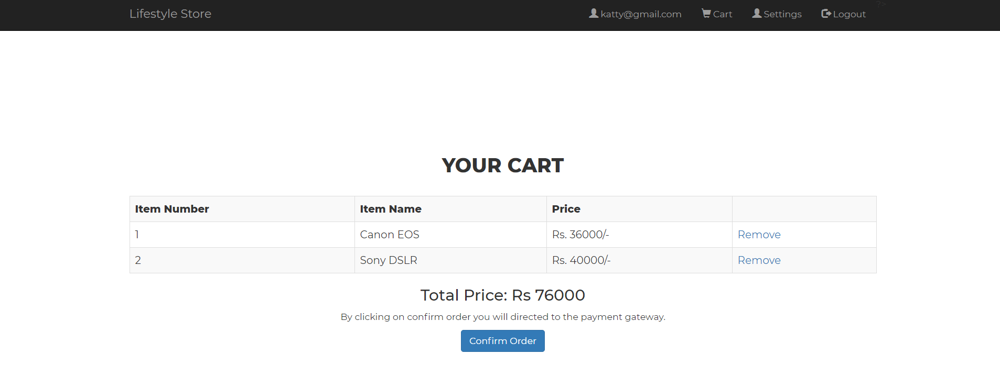 Lifestyle Store katty@gmail.com Cart Settings Logout ?>
YOUR CART
Item Number Item Name Price
1 Canon EOS Rs. 36000/- Remove
2 Sony DSLR Rs. 40000/- Remove
Total Price: Rs 76000
By clicking on confirm order you will directed to the payment gateway.
Confirm Order